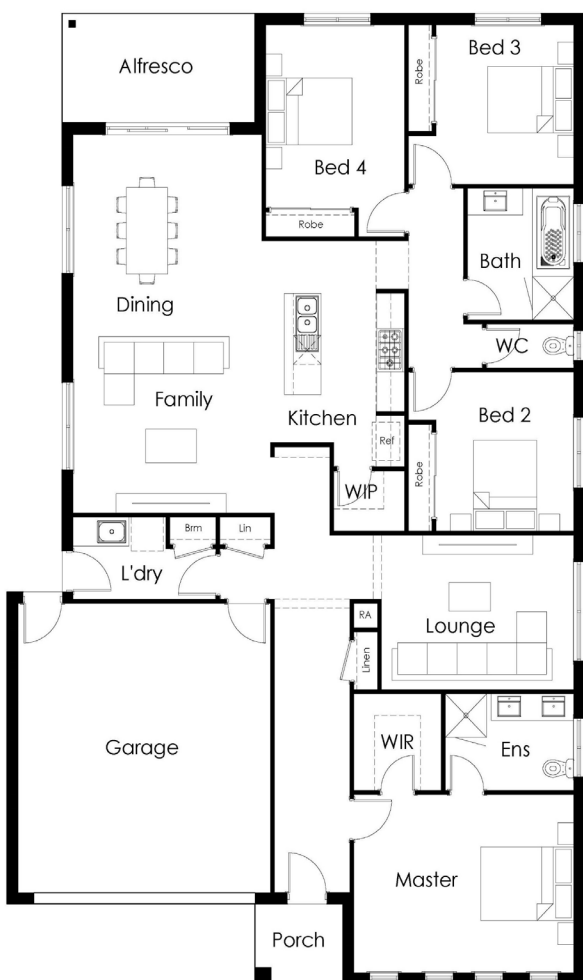 Alfresco
Bed 3
Robe
Bed 4
Robe
Bath
Dining
WC
Family
Kitchen
Bed 2
Ref
Robe
WIP
Brm
Lin
L'dry
RA
Lounge
Linen
Garage
WIR
Ens
Master
Porch